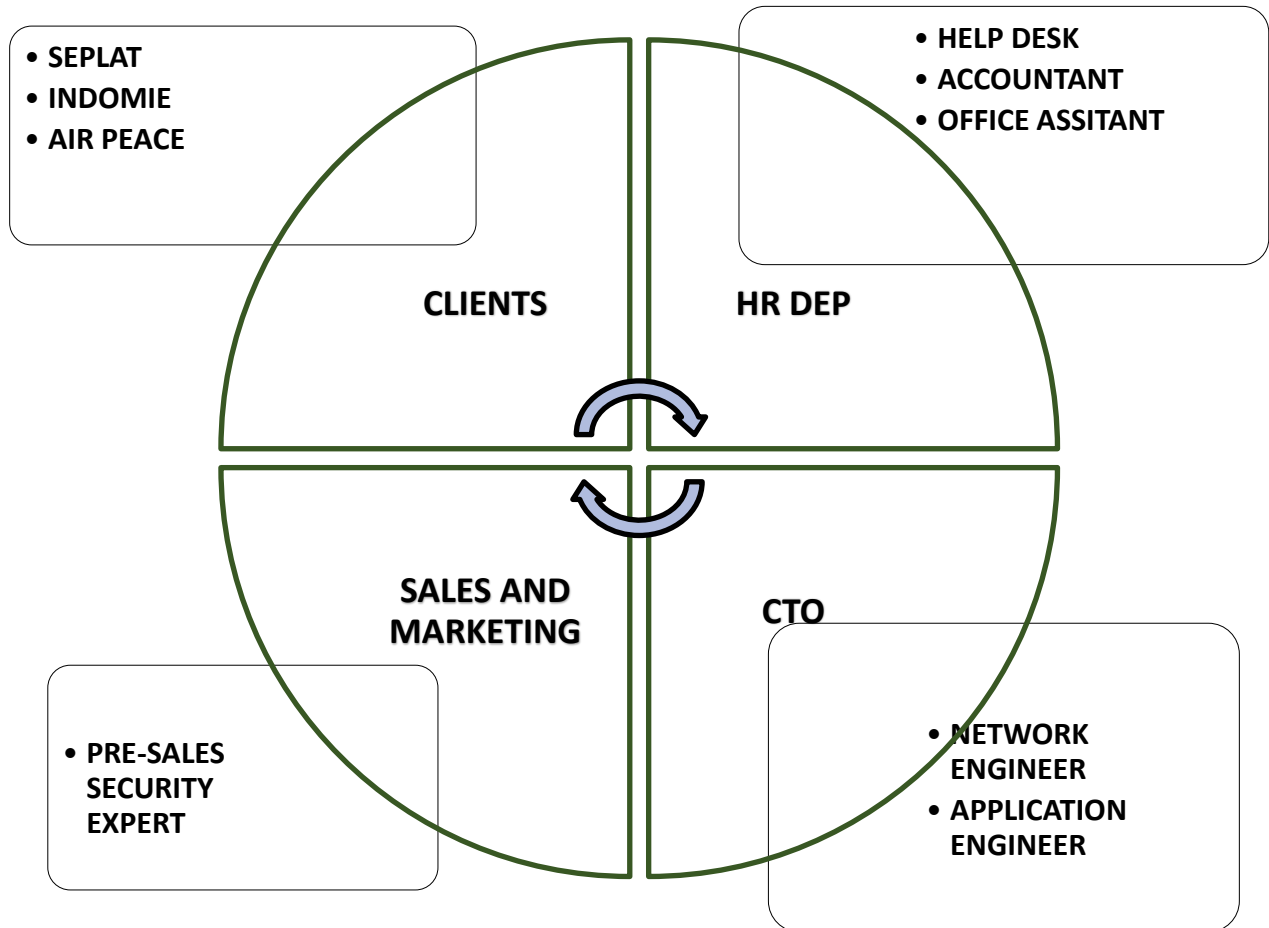 • SEPLAT
• INDOMIE
• AIR PEACE
• HELP DESK
• ACCOUNTANT
• OFFICE ASSITANT
CLIENTS
HR DEP
SALES AND
MARKETING
CTO
• PRE-SALES
SECURITY
EXPERT
• NETWORK
ENGINEER
• APPLICATION
ENGINEER